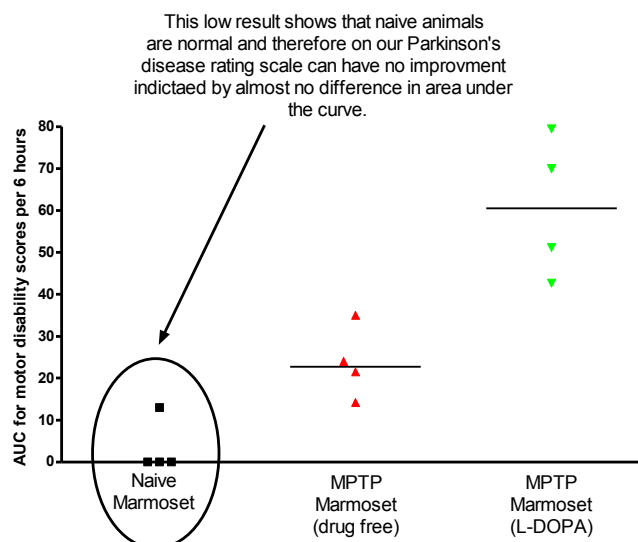 This low result shows that naive animals
are normal and therefore on our Parkinson's
disease rating scale can have no improvment
indictaed by almost no difference in area under
the curve.
AUC for motor disability scores per 6 hours
80
70
60
50
40
30
20
10
0
Naive
Marmoset
MPTP
Marmoset
(drug free)
MPTP
Marmoset
(L-DOPA)